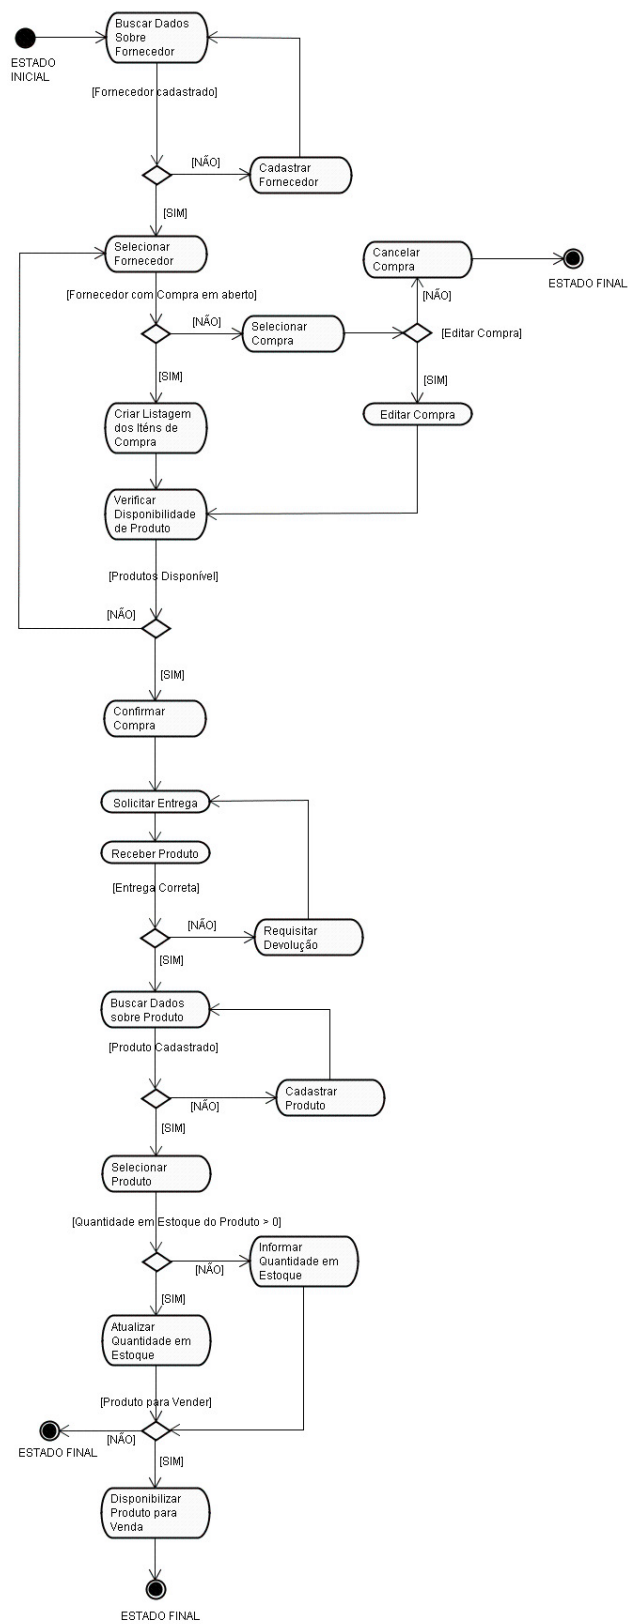 Buscar Dados
Sobre
Fornecedor
ESTADO
INICIAL
[Fornecedor cadastrado]
[NÃO]
Cadastrar
Fornecedor
[SIM]
Selecionar
Fornecedor
Cancelar
Compra
ESTADO FINAL
[Fornecedor com Compra em aberto]
[NÃO]
[NÃO]
Selecionar
Compra
[Editar Compra]
[SIM]
[SIM]
Criar Listagem
dos Iténs de
Compra
Editar Compra
Verificar
Disponibilidade
de Produto
[Produtos Disponível]
[NÃO]
[SIM]
Confirmar
Compra
Solicitar Entrega
Receber Produto
[Entrega Correta]
[NÃO]
Requisitar
Devolução
[SIM]
Buscar Dados
sobre Produto
[Produto Cadastrado]
[NÃO]
Cadastrar
Produto
[SIM]
Selecionar
Produto
[Quantidade em Estoque do Produto > 0]
[NÃO]
Informar
Quantidade em
Estoque
[SIM]
Atualizar
Quantidade em
Estoque
[Produto para Vender]
[NÃO]
ESTADO FINAL
[SIM]
Disponibilizar
Produto para
Venda
ESTADO FINAL